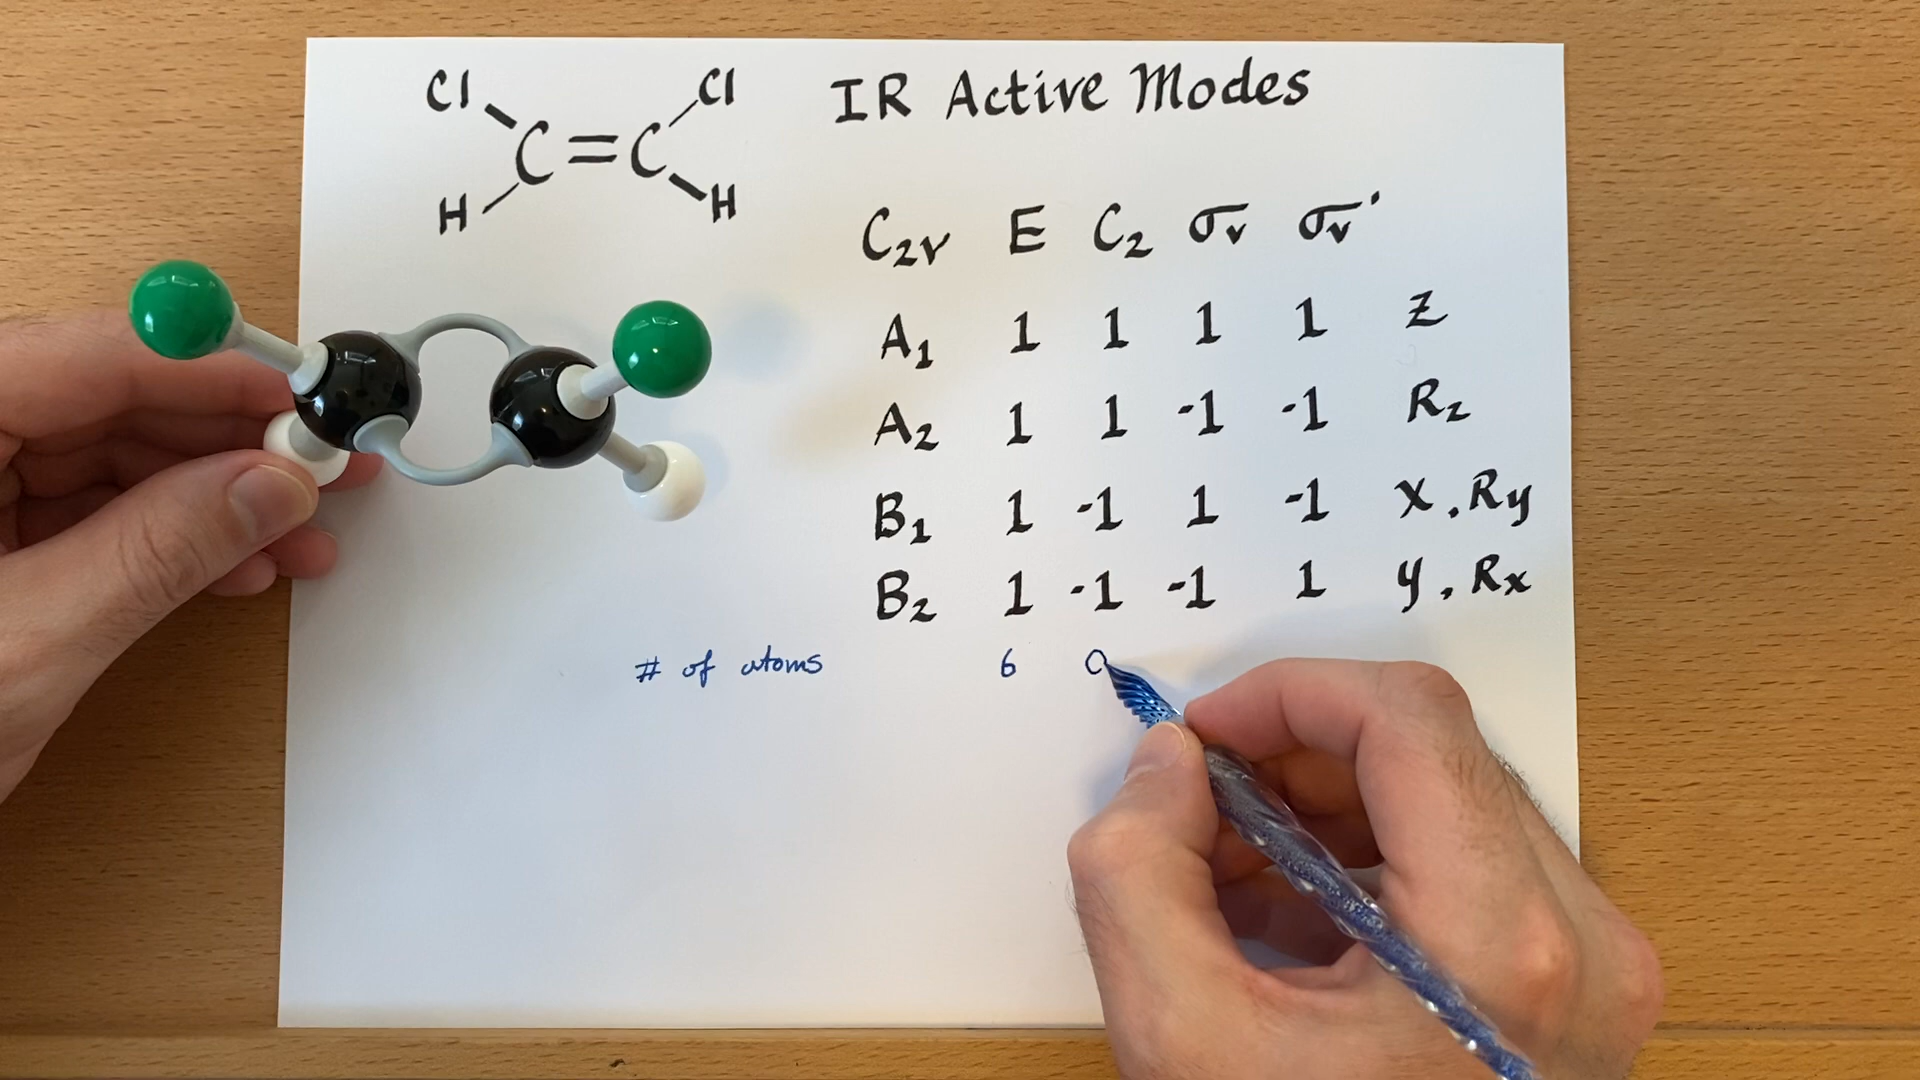 Cl Cl
C=C
H H
IR Active Modes
C2v E C2 σv σv'
A1 1 1 1 1 z
A2 1 1 -1 -1 Rz
B1 1 -1 1 -1 x, Ry
B2 1 -1 -1 1 y, Rx
# of atoms 6 0